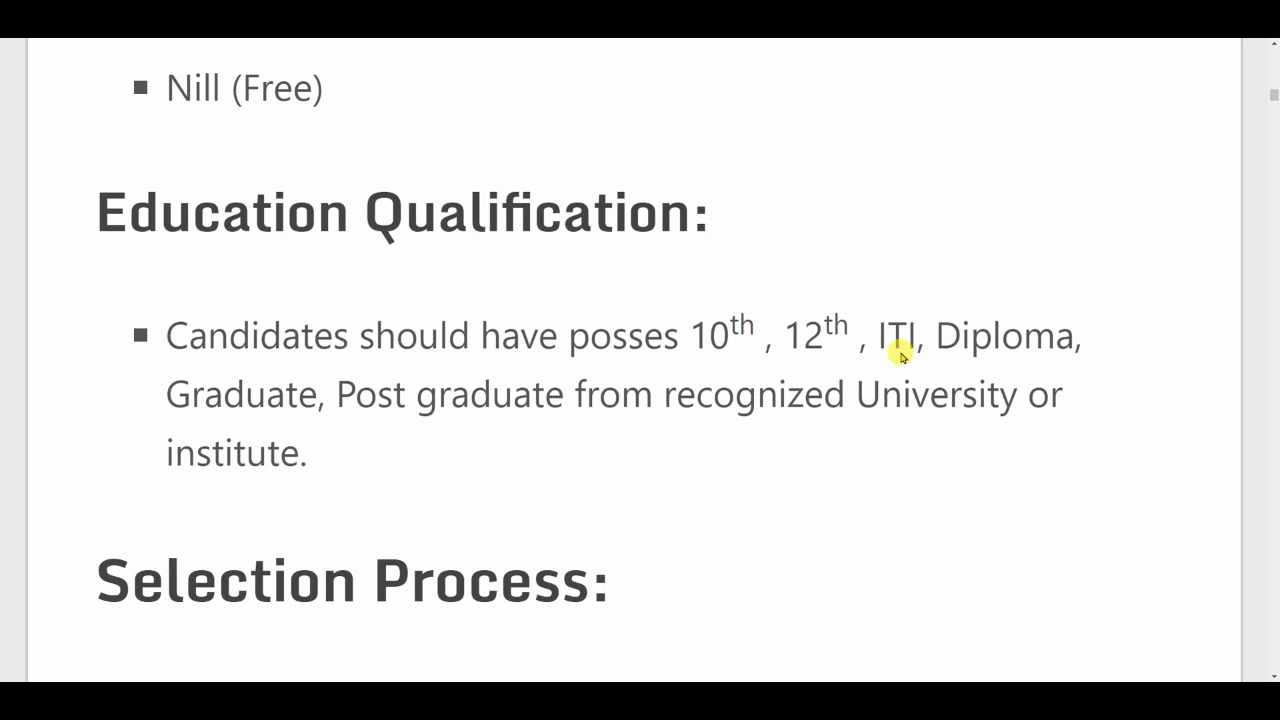 Nill (Free)
Education Qualification:
Candidates should have posses 10th , 12th , ITI, Diploma,
Graduate, Post graduate from recognized University or
institute.
Selection Process: